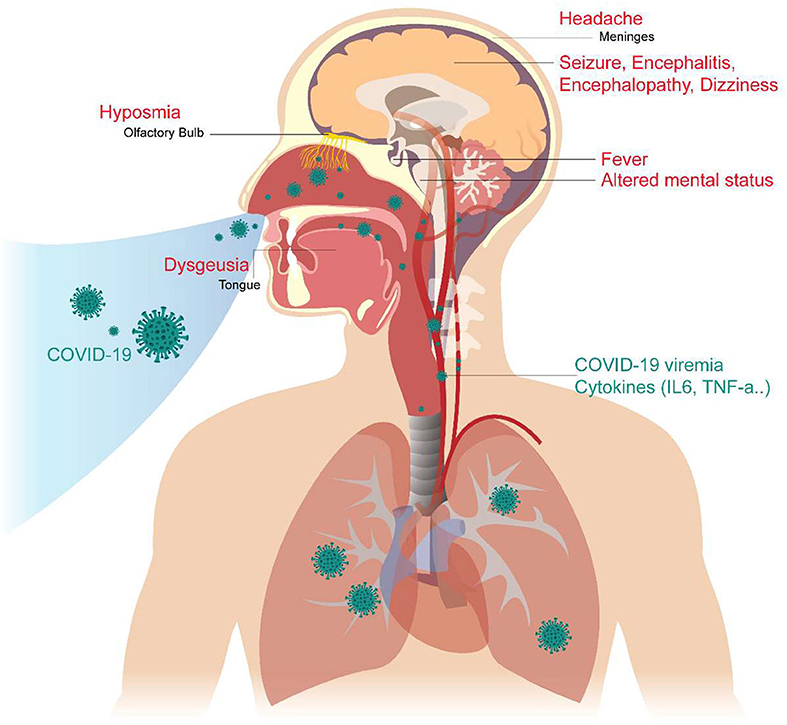 Headache
Meninges
Seizure, Encephalitis,
Encephalopathy, Dizziness
Hyposmia
Olfactory Bulb
Fever
Altered mental status
Dysgeusia
Tongue
COVID-19
COVID-19 viremia
Cytokines (IL6, TNF-a..)